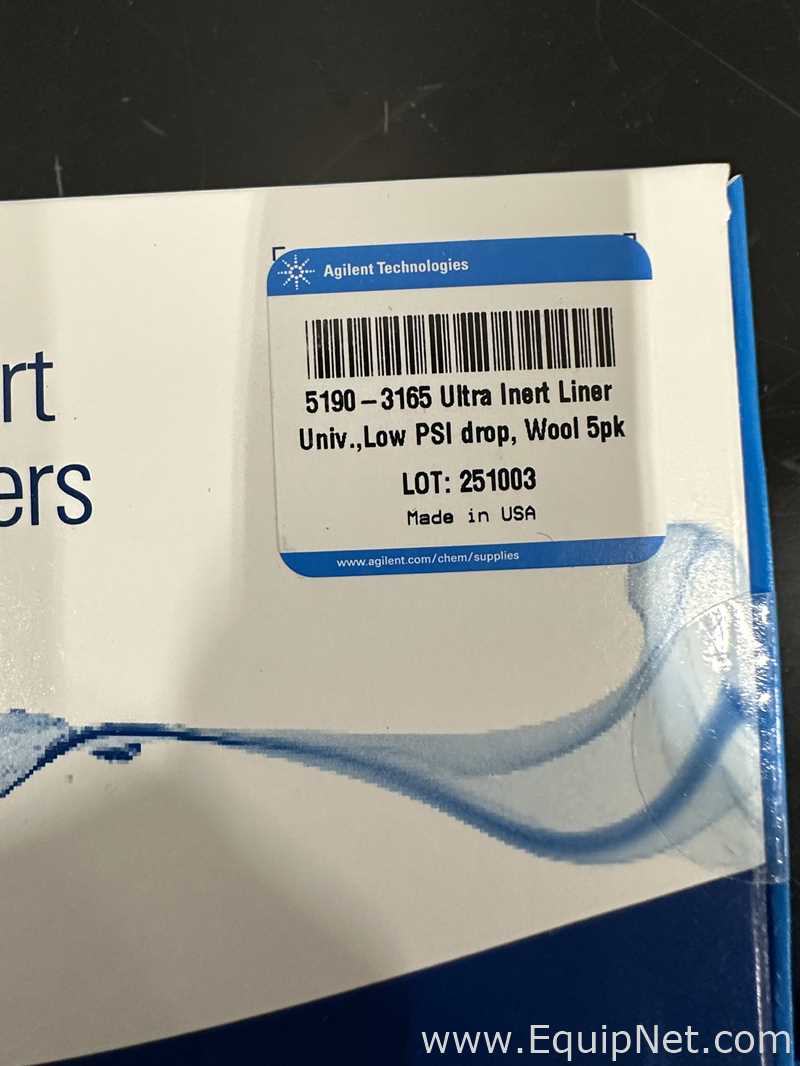 Agilent Technologies
5190-3165 Ultra Inert Liner
Univ.,Low PSI drop, Wool 5pk
LOT: 251003
Made in USA
www.agilent.com/chem/supplies
rt
ers
www.EquipNet.com